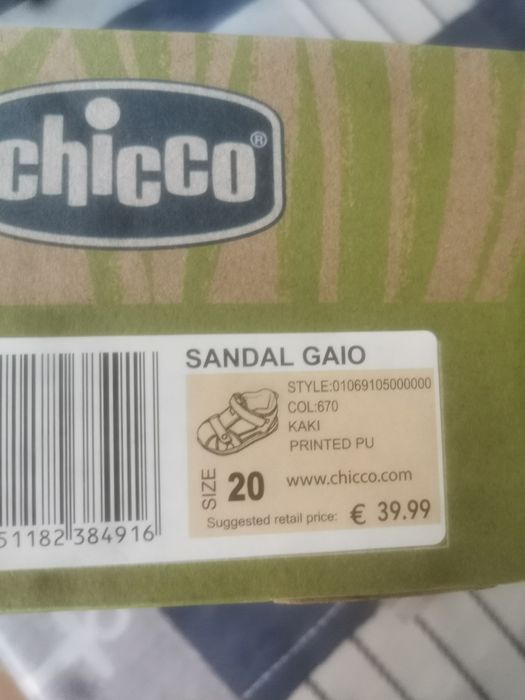 chicco®
SANDAL GAIO
STYLE:01069105000000
COL:670
KAKI
PRINTED PU
SIZE 20
www.chicco.com
Suggested retail price: € 39.99
51182 384916